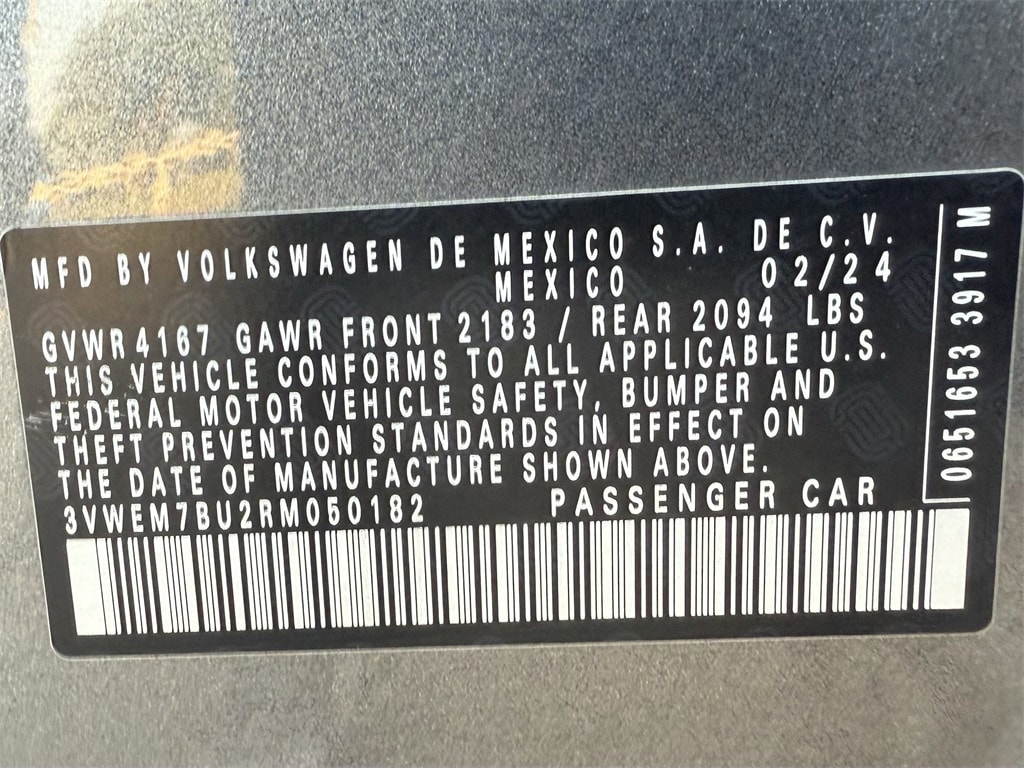 MFD BY VOLKSWAGEN DE MEXICO S.A. DE C.V.
MEXICO 02/24
GVWR 4167 GAWR FRONT 2183 / REAR 2094 LBS
THIS VEHICLE CONFORMS TO ALL APPLICABLE U.S.
FEDERAL MOTOR VEHICLE SAFETY, BUMPER AND
THEFT PREVENTION STANDARDS IN EFFECT ON
THE DATE OF MANUFACTURE SHOWN ABOVE.
3VWEM7BU2RM050182 PASSENGER CAR
0651653 3917 M